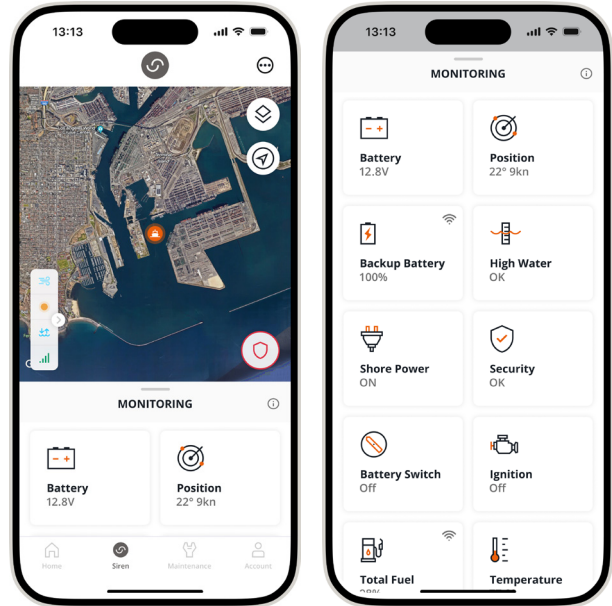 13:13
MONITORING
Battery
12.8V
Position
22° 9kn
Home
Siren
Maintenance
Account
13:13
MONITORING
Battery
12.8V
Position
22° 9kn
Backup Battery
100%
High Water
OK
Shore Power
ON
Security
OK
Battery Switch
Off
Ignition
Off
Total Fuel
Temperature